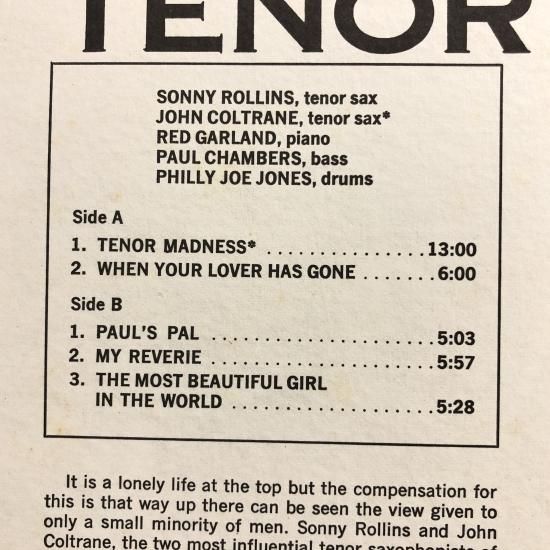 TENOR
SONNY ROLLINS, tenor sax
JOHN COLTRANE, tenor sax*
RED GARLAND, piano
PAUL CHAMBERS, bass
PHILLY JOE JONES, drums
Side A
1. TENOR MADNESS* .................. 13:00
2. WHEN YOUR LOVER HAS GONE ....... 6:00
Side B
1. PAUL'S PAL ....................... 5:03
2. MY REVERIE ....................... 5:57
3. THE MOST BEAUTIFUL GIRL
IN THE WORLD .................... 5:28
It is a lonely life at the top but the compensation for
this is that way up there can be seen the view given to
only a small minority of men. Sonny Rollins and John
Coltrane, the two most influential tenor saxophonists of